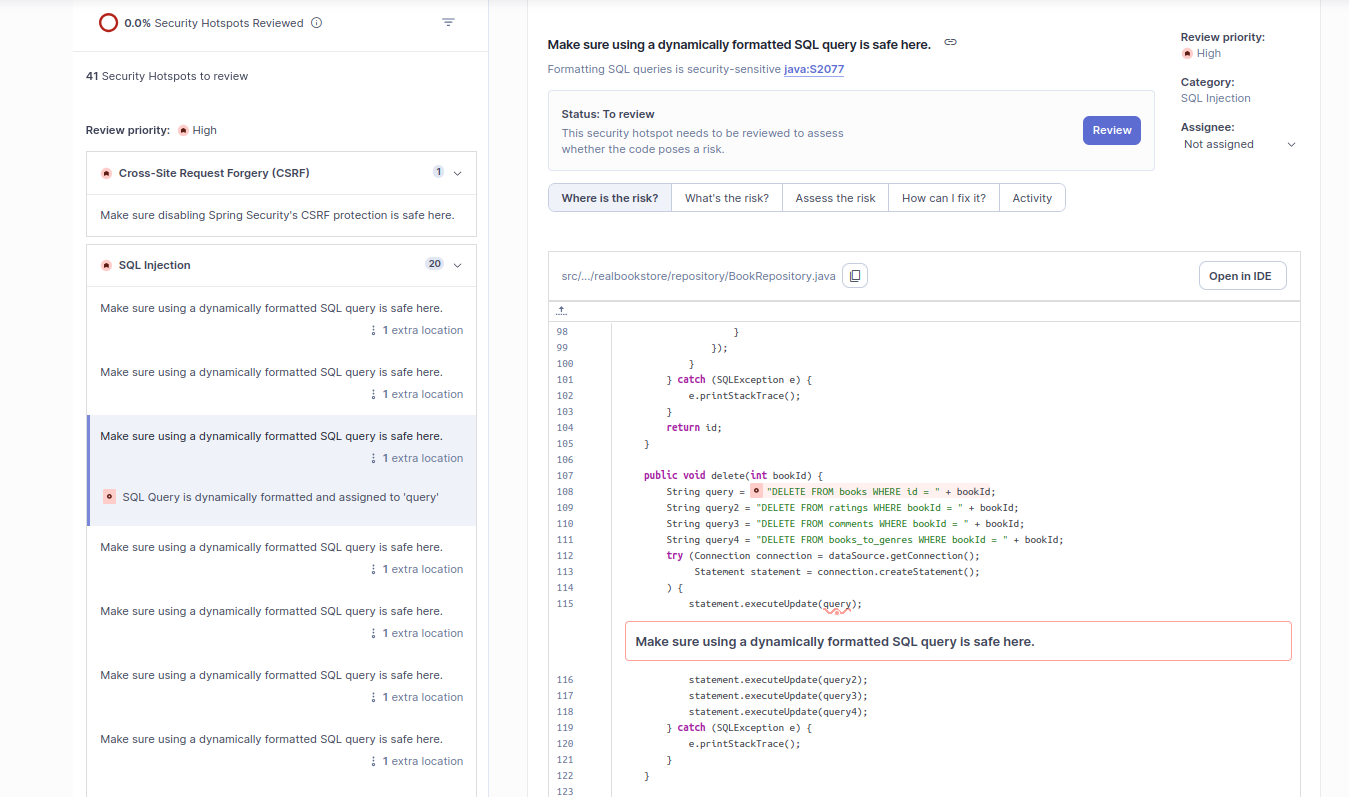 0.0% Security Hotspots Reviewed
41 Security Hotspots to review
Review priority: High
Cross-Site Request Forgery (CSRF) 1
Make sure disabling Spring Security's CSRF protection is safe here.
SQL Injection 20
Make sure using a dynamically formatted SQL query is safe here.
1 extra location
Make sure using a dynamically formatted SQL query is safe here.
1 extra location
Make sure using a dynamically formatted SQL query is safe here.
1 extra location
SQL Query is dynamically formatted and assigned to 'query'
Make sure using a dynamically formatted SQL query is safe here.
1 extra location
Make sure using a dynamically formatted SQL query is safe here.
1 extra location
Make sure using a dynamically formatted SQL query is safe here.
1 extra location
Make sure using a dynamically formatted SQL query is safe here.
1 extra location
Make sure using a dynamically formatted SQL query is safe here.
Formatting SQL queries is security-sensitive java:S2077
Status: To review
This security hotspot needs to be reviewed to assess
whether the code poses a risk.
Review
Review priority:
High
Category:
SQL Injection
Assignee:
Not assigned
Where is the risk? What's the risk? Assess the risk How can I fix it? Activity
src/.../realbookstore/repository/BookRepository.java Open in IDE
98 }
99 });
100 }
101 } catch (SQLException e) {
102 e.printStackTrace();
103 }
104 return id;
105 }
106
107 public void delete(int bookId) {
108 String query = "DELETE FROM books WHERE id = " + bookId;
109 String query2 = "DELETE FROM ratings WHERE bookId = " + bookId;
110 String query3 = "DELETE FROM comments WHERE bookId = " + bookId;
111 String query4 = "DELETE FROM books_to_genres WHERE bookId = " + bookId;
112 try (Connection connection = dataSource.getConnection();
113 Statement statement = connection.createStatement();
114 ) {
115 statement.executeUpdate(query);
Make sure using a dynamically formatted SQL query is safe here.
116 statement.executeUpdate(query2);
117 statement.executeUpdate(query3);
118 statement.executeUpdate(query4);
119 } catch (SQLException e) {
120 e.printStackTrace();
121 }
122 }
123